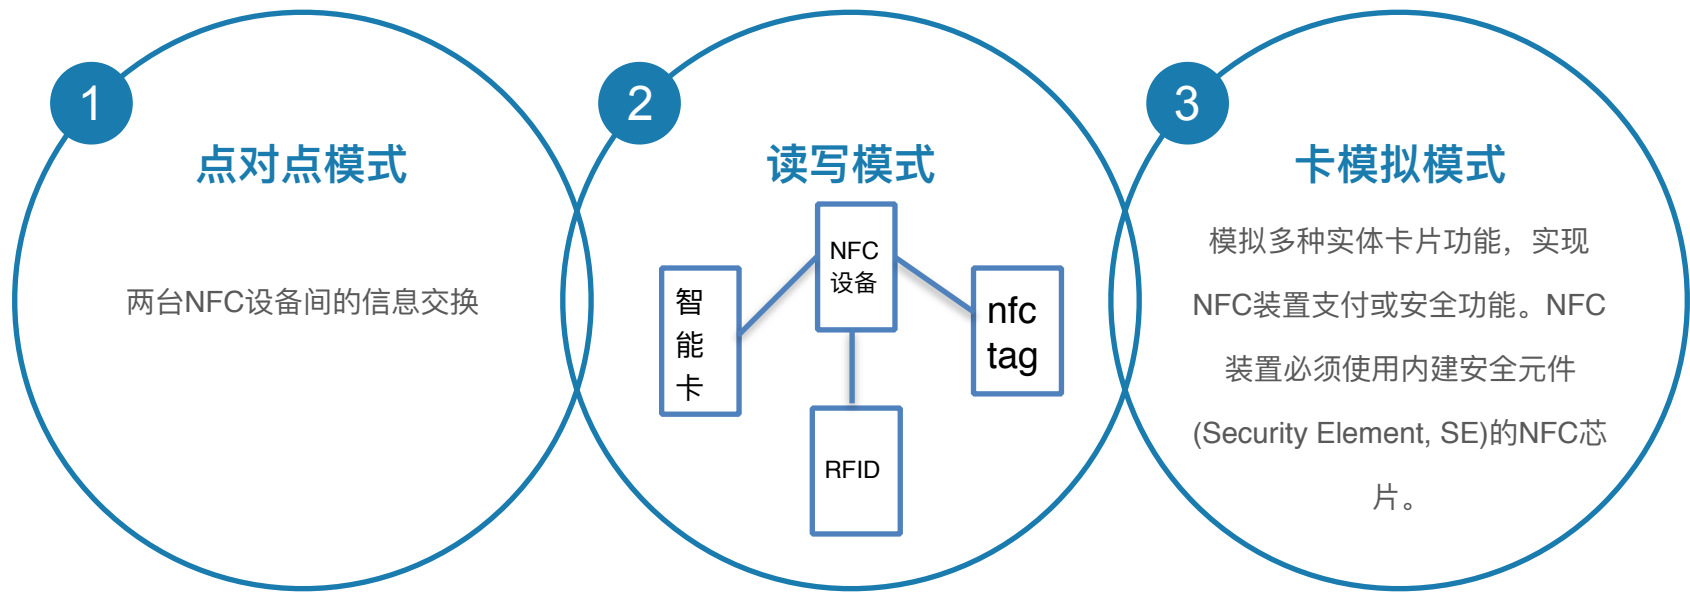 1
点对点模式
两台NFC设备间的信息交换
2
读写模式
NFC
设备
智
能
卡
nfc
tag
RFID
3
卡模拟模式
模拟多种实体卡片功能，实现
NFC装置支付或安全功能。NFC
装置必须使用内建安全元件
(Security Element, SE)的NFC芯
片。